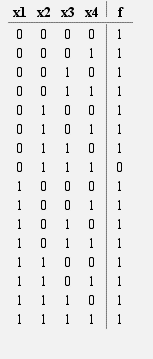 x1 x2 x3 x4 f
0 0 0 0 1
0 0 0 1 1
0 0 1 0 1
0 0 1 1 1
0 1 0 0 1
0 1 0 1 1
0 1 1 0 1
0 1 1 1 0
1 0 0 0 1
1 0 0 1 1
1 0 1 0 1
1 0 1 1 1
1 1 0 0 1
1 1 0 1 1
1 1 1 0 1
1 1 1 1 1